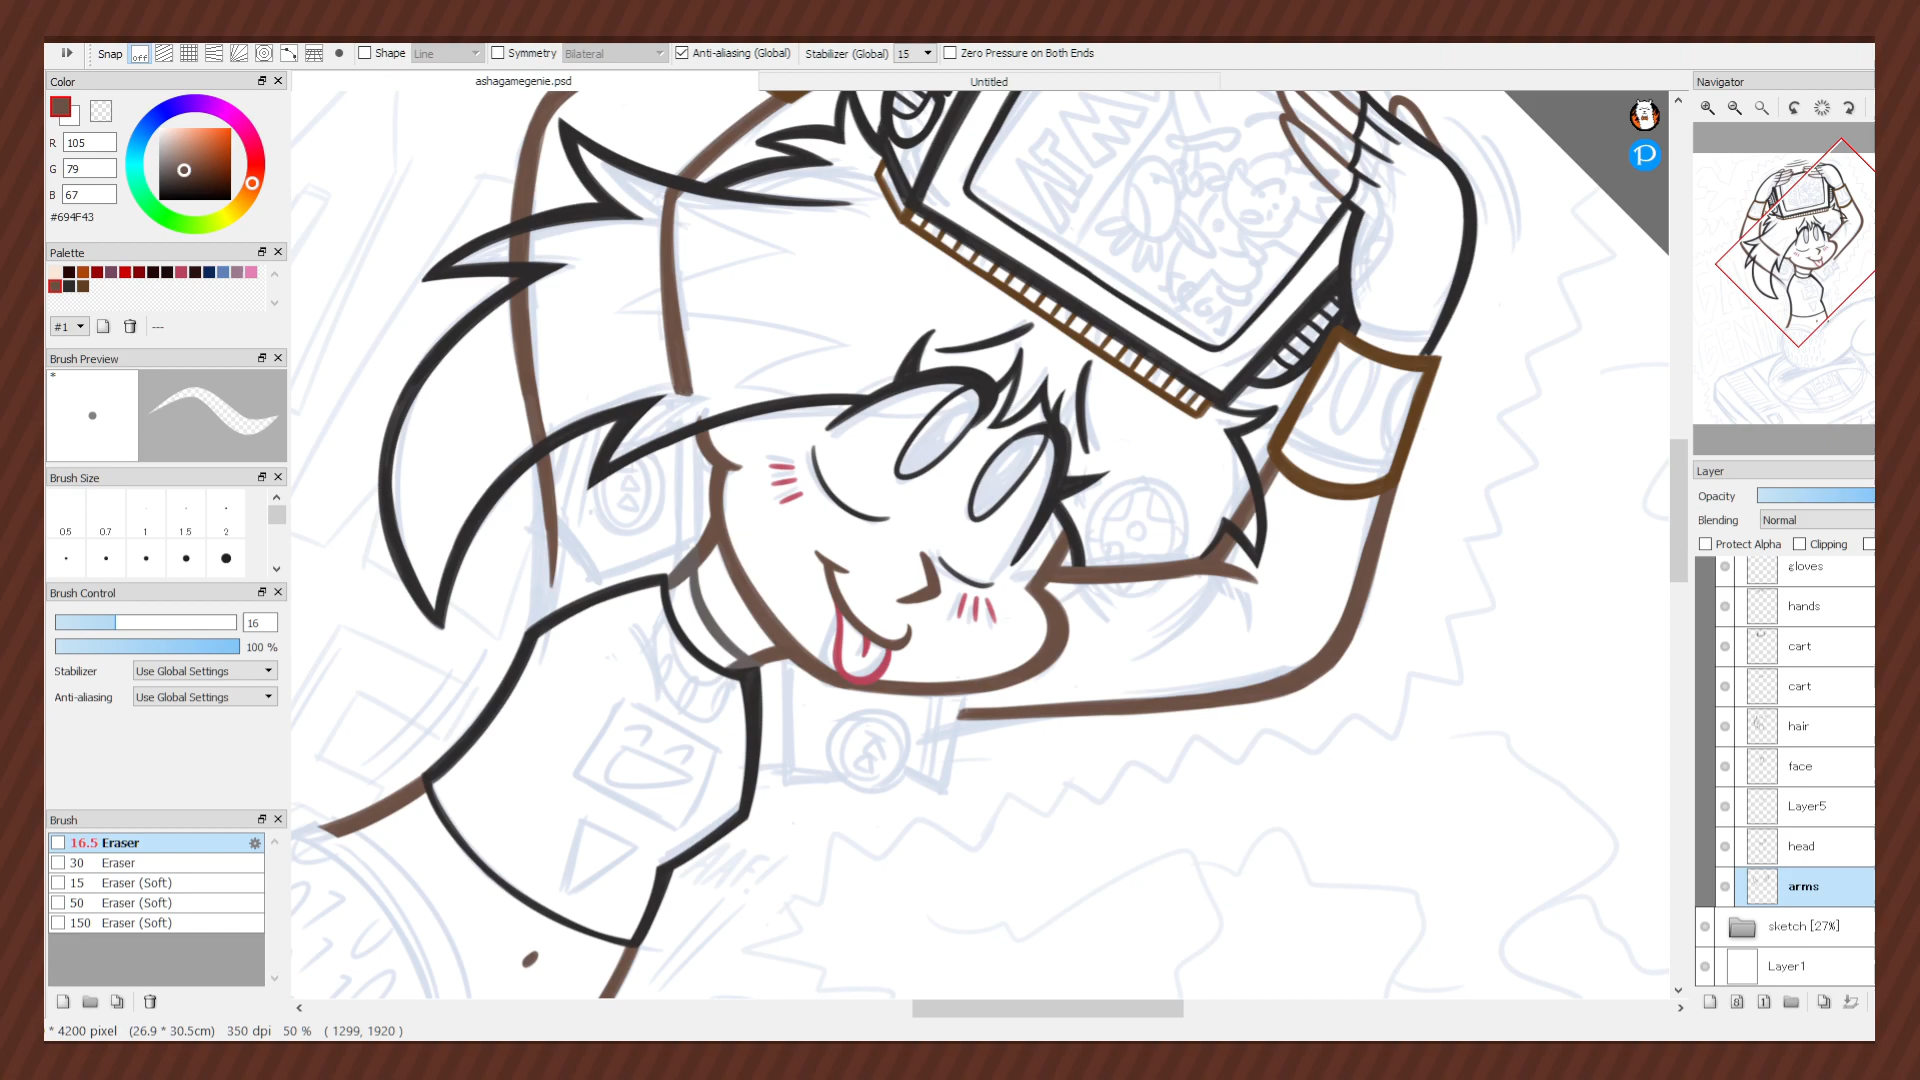 Snap off Shape Line Symmetry Bilateral Anti-aliasing (Global) Stabilizer (Global) 15 Zero Pressure on Both Ends
Color
ashagamegenie.psd
Untitled
Navigator
R 105
G 79
B 67
#694F43
Palette
#1 ---
Brush Preview
*
Brush Size
0.5 0.7 1 1.5 2
Brush Control
16
100 %
Stabilizer Use Global Settings
Anti-aliasing Use Global Settings
Brush
16.5 Eraser
30 Eraser
15 Eraser (Soft)
50 Eraser (Soft)
150 Eraser (Soft)
Layer
Opacity
Blending Normal
Protect Alpha Clipping
gloves
hands
cart
cart
hair
face
Layer5
head
arms
sketch [27%]
Layer1
SEGA
* 4200 pixel (26.9 * 30.5cm) 350 dpi 50 % ( 1299, 1920 )